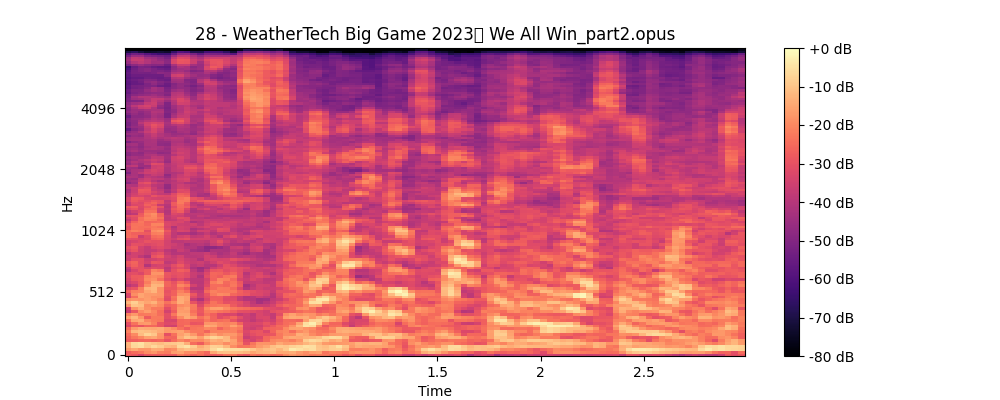 28 - WeatherTech Big Game 2023▯ We All Win_part2.opus
+0 dB
4096
-10 dB
-20 dB
2048
-30 dB
Hz
-40 dB
1024
-50 dB
512
-60 dB
-70 dB
0
-80 dB
0 0.5 1 1.5 2 2.5
Time